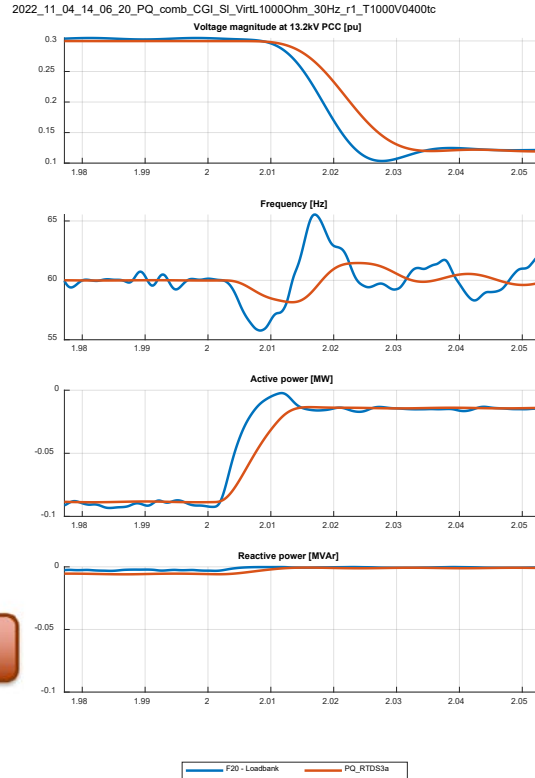 2022_11_04_14_06_20_PQ_comb_CGI_SI_VirtL1000Ohm_30Hz_r1_T1000V0400tc
Voltage magnitude at 13.2kV PCC [pu]
0.3
0.25
0.2
0.15
0.1
1.98 1.99 2 2.01 2.02 2.03 2.04 2.05
Frequency [Hz]
65
60
55
1.98 1.99 2 2.01 2.02 2.03 2.04 2.05
Active power [MW]
0
-0.05
-0.1
1.98 1.99 2 2.01 2.02 2.03 2.04 2.05
Reactive power [MVAr]
0
-0.05
-0.1
1.98 1.99 2 2.01 2.02 2.03 2.04 2.05
F20 - Loadbank PQ_RTDS3a